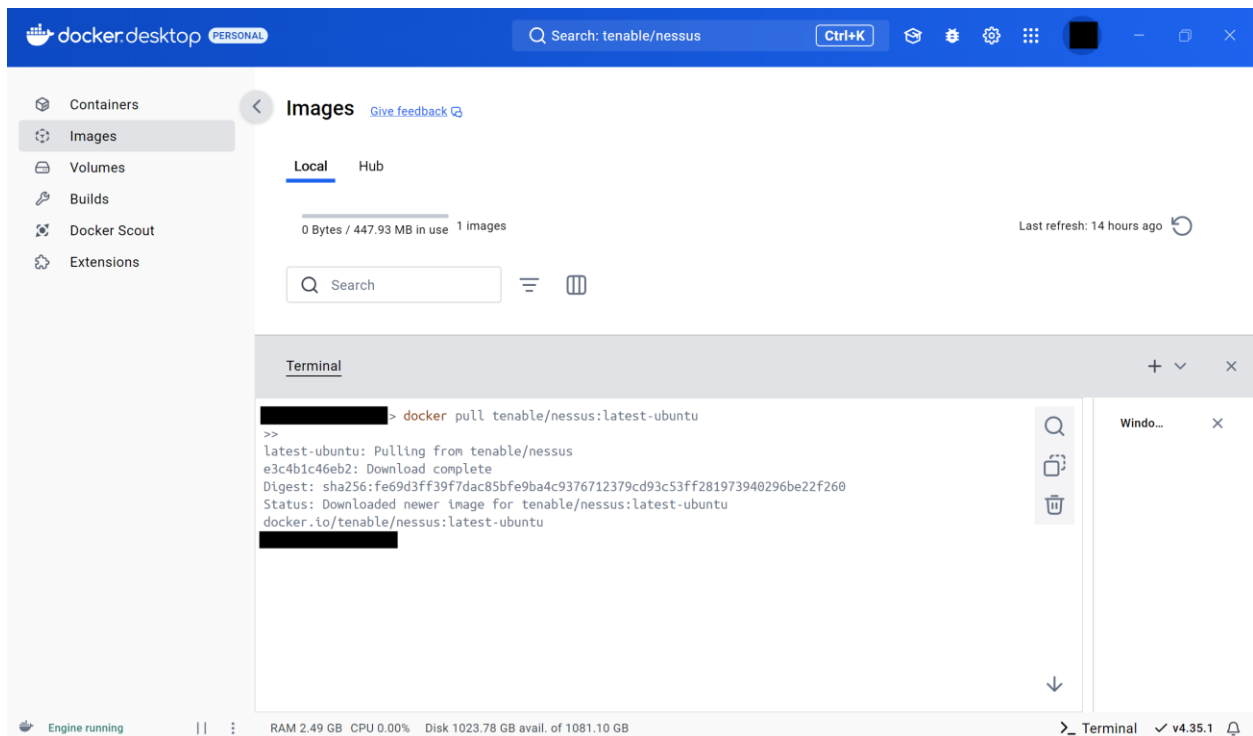 docker.desktop PERSONAL Search: tenable/nessus Ctrl+K
Containers
Images
Volumes
Builds
Docker Scout
Extensions
Images Give feedback
Local Hub
0 Bytes / 447.93 MB in use 1 images
Last refresh: 14 hours ago
Search
Terminal
> docker pull tenable/nessus:latest-ubuntu
>>
latest-ubuntu: Pulling from tenable/nessus
e3c4b1c46eb2: Download complete
Digest: sha256:fe69d3ff39f7dac85bfe9ba4c9376712379cd93c53ff281973940296be22f260
Status: Downloaded newer image for tenable/nessus:latest-ubuntu
docker.io/tenable/nessus:latest-ubuntu
Windo...
Engine running RAM 2.49 GB CPU 0.00% Disk 1023.78 GB avail. of 1081.10 GB >_ Terminal v4.35.1